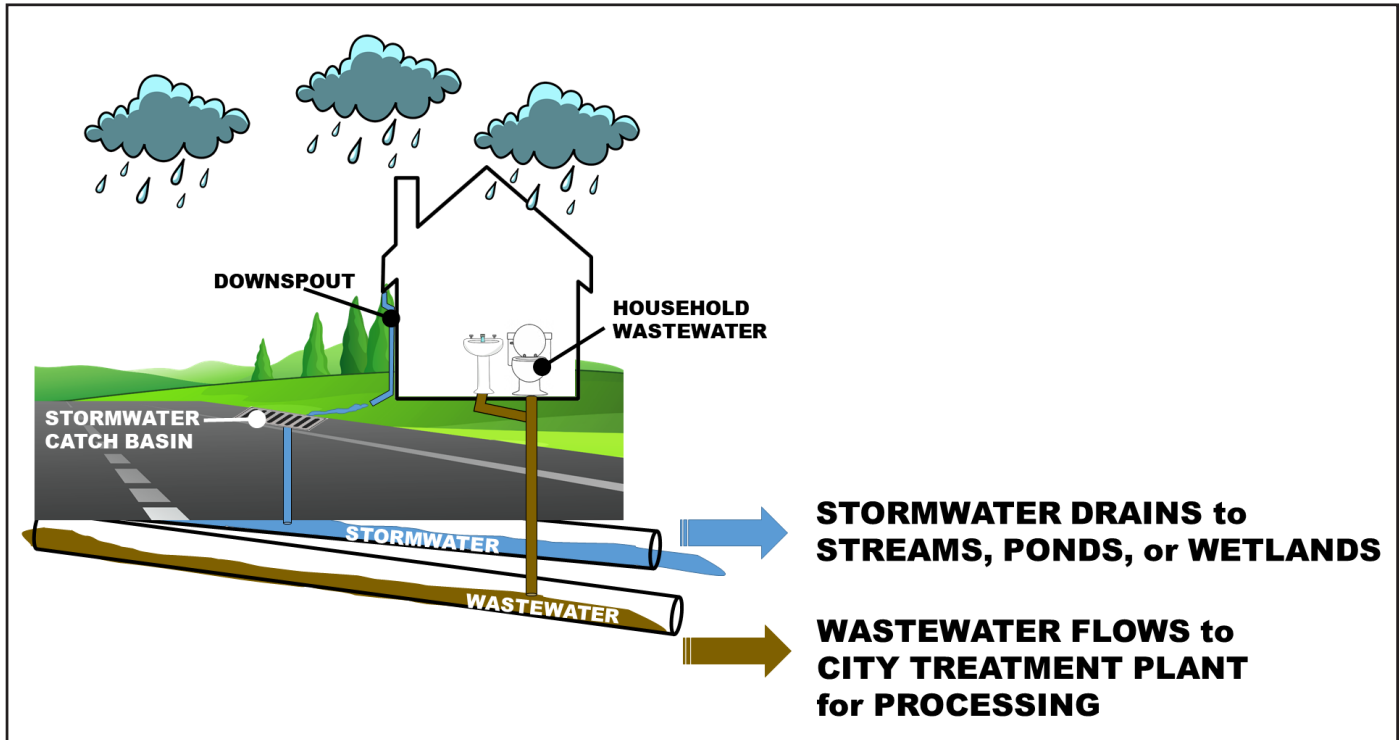 DOWNSPOUT
HOUSEHOLD
WASTEWATER
STORMWATER
CATCH BASIN
STORMWATER
WASTEWATER
STORMWATER DRAINS to
STREAMS, PONDS, or WETLANDS
WASTEWATER FLOWS to
CITY TREATMENT PLANT
for PROCESSING